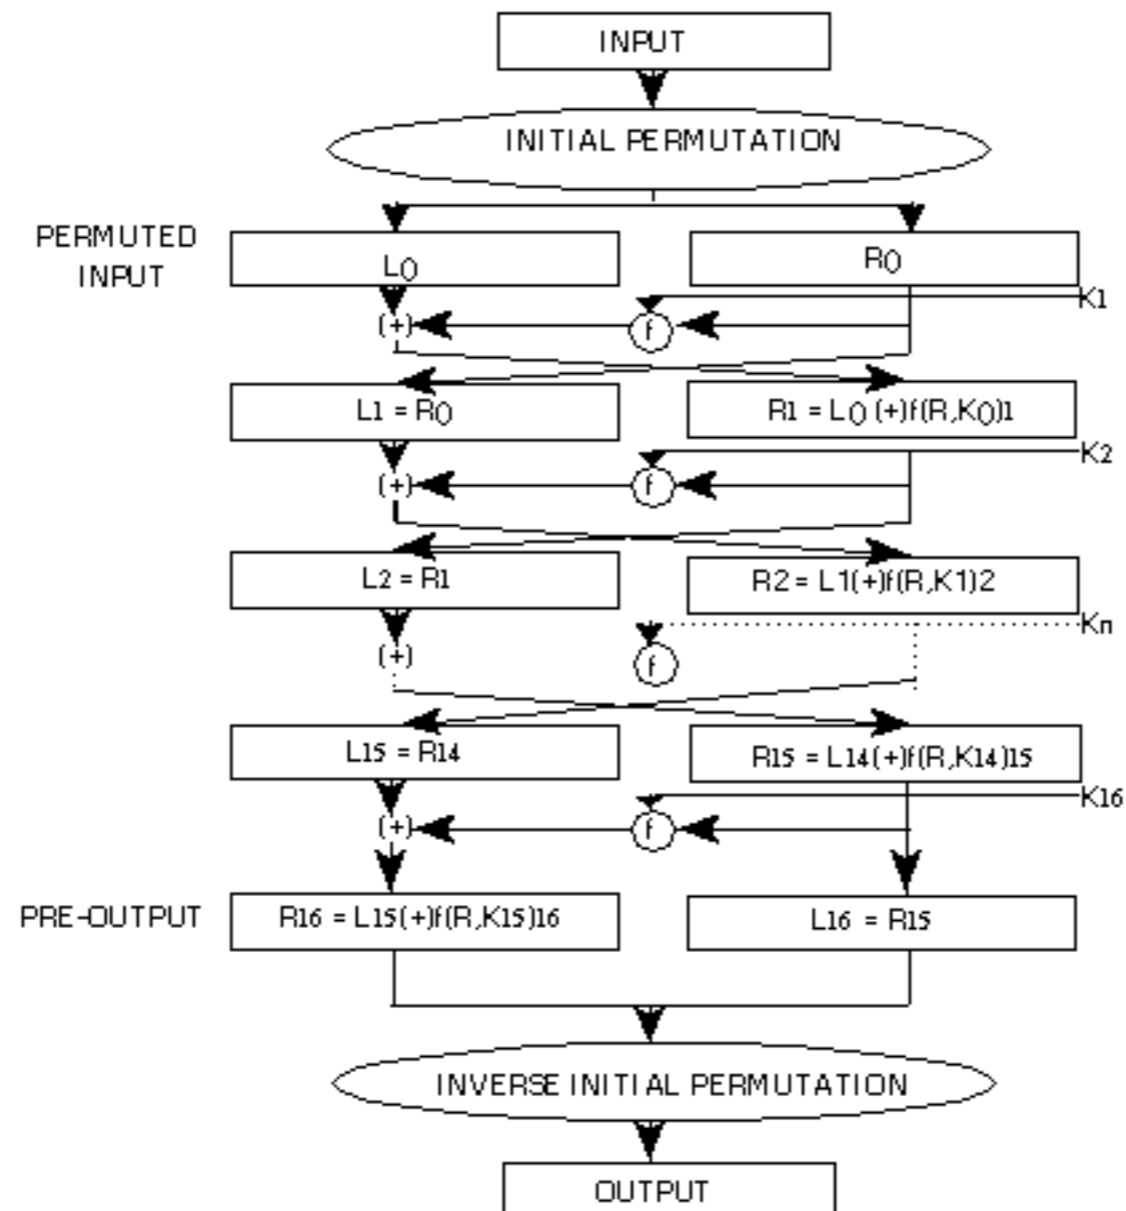 INPUT
INITIAL PERMUTATION
PERMUTED
INPUT
L0
R0
K1
(+)
f
L1 = R0
R1 = L0 (+)f(R,K0)1
K2
(+)
f
L2 = R1
R2 = L1(+)f(R,K1)2
Kn
(+)
f
L15 = R14
R15 = L14(+)f(R,K14)15
K16
(+)
f
PRE-OUTPUT
R16 = L15(+)f(R,K15)16
L16 = R15
INVERSE INITIAL PERMUTATION
OUTPUT